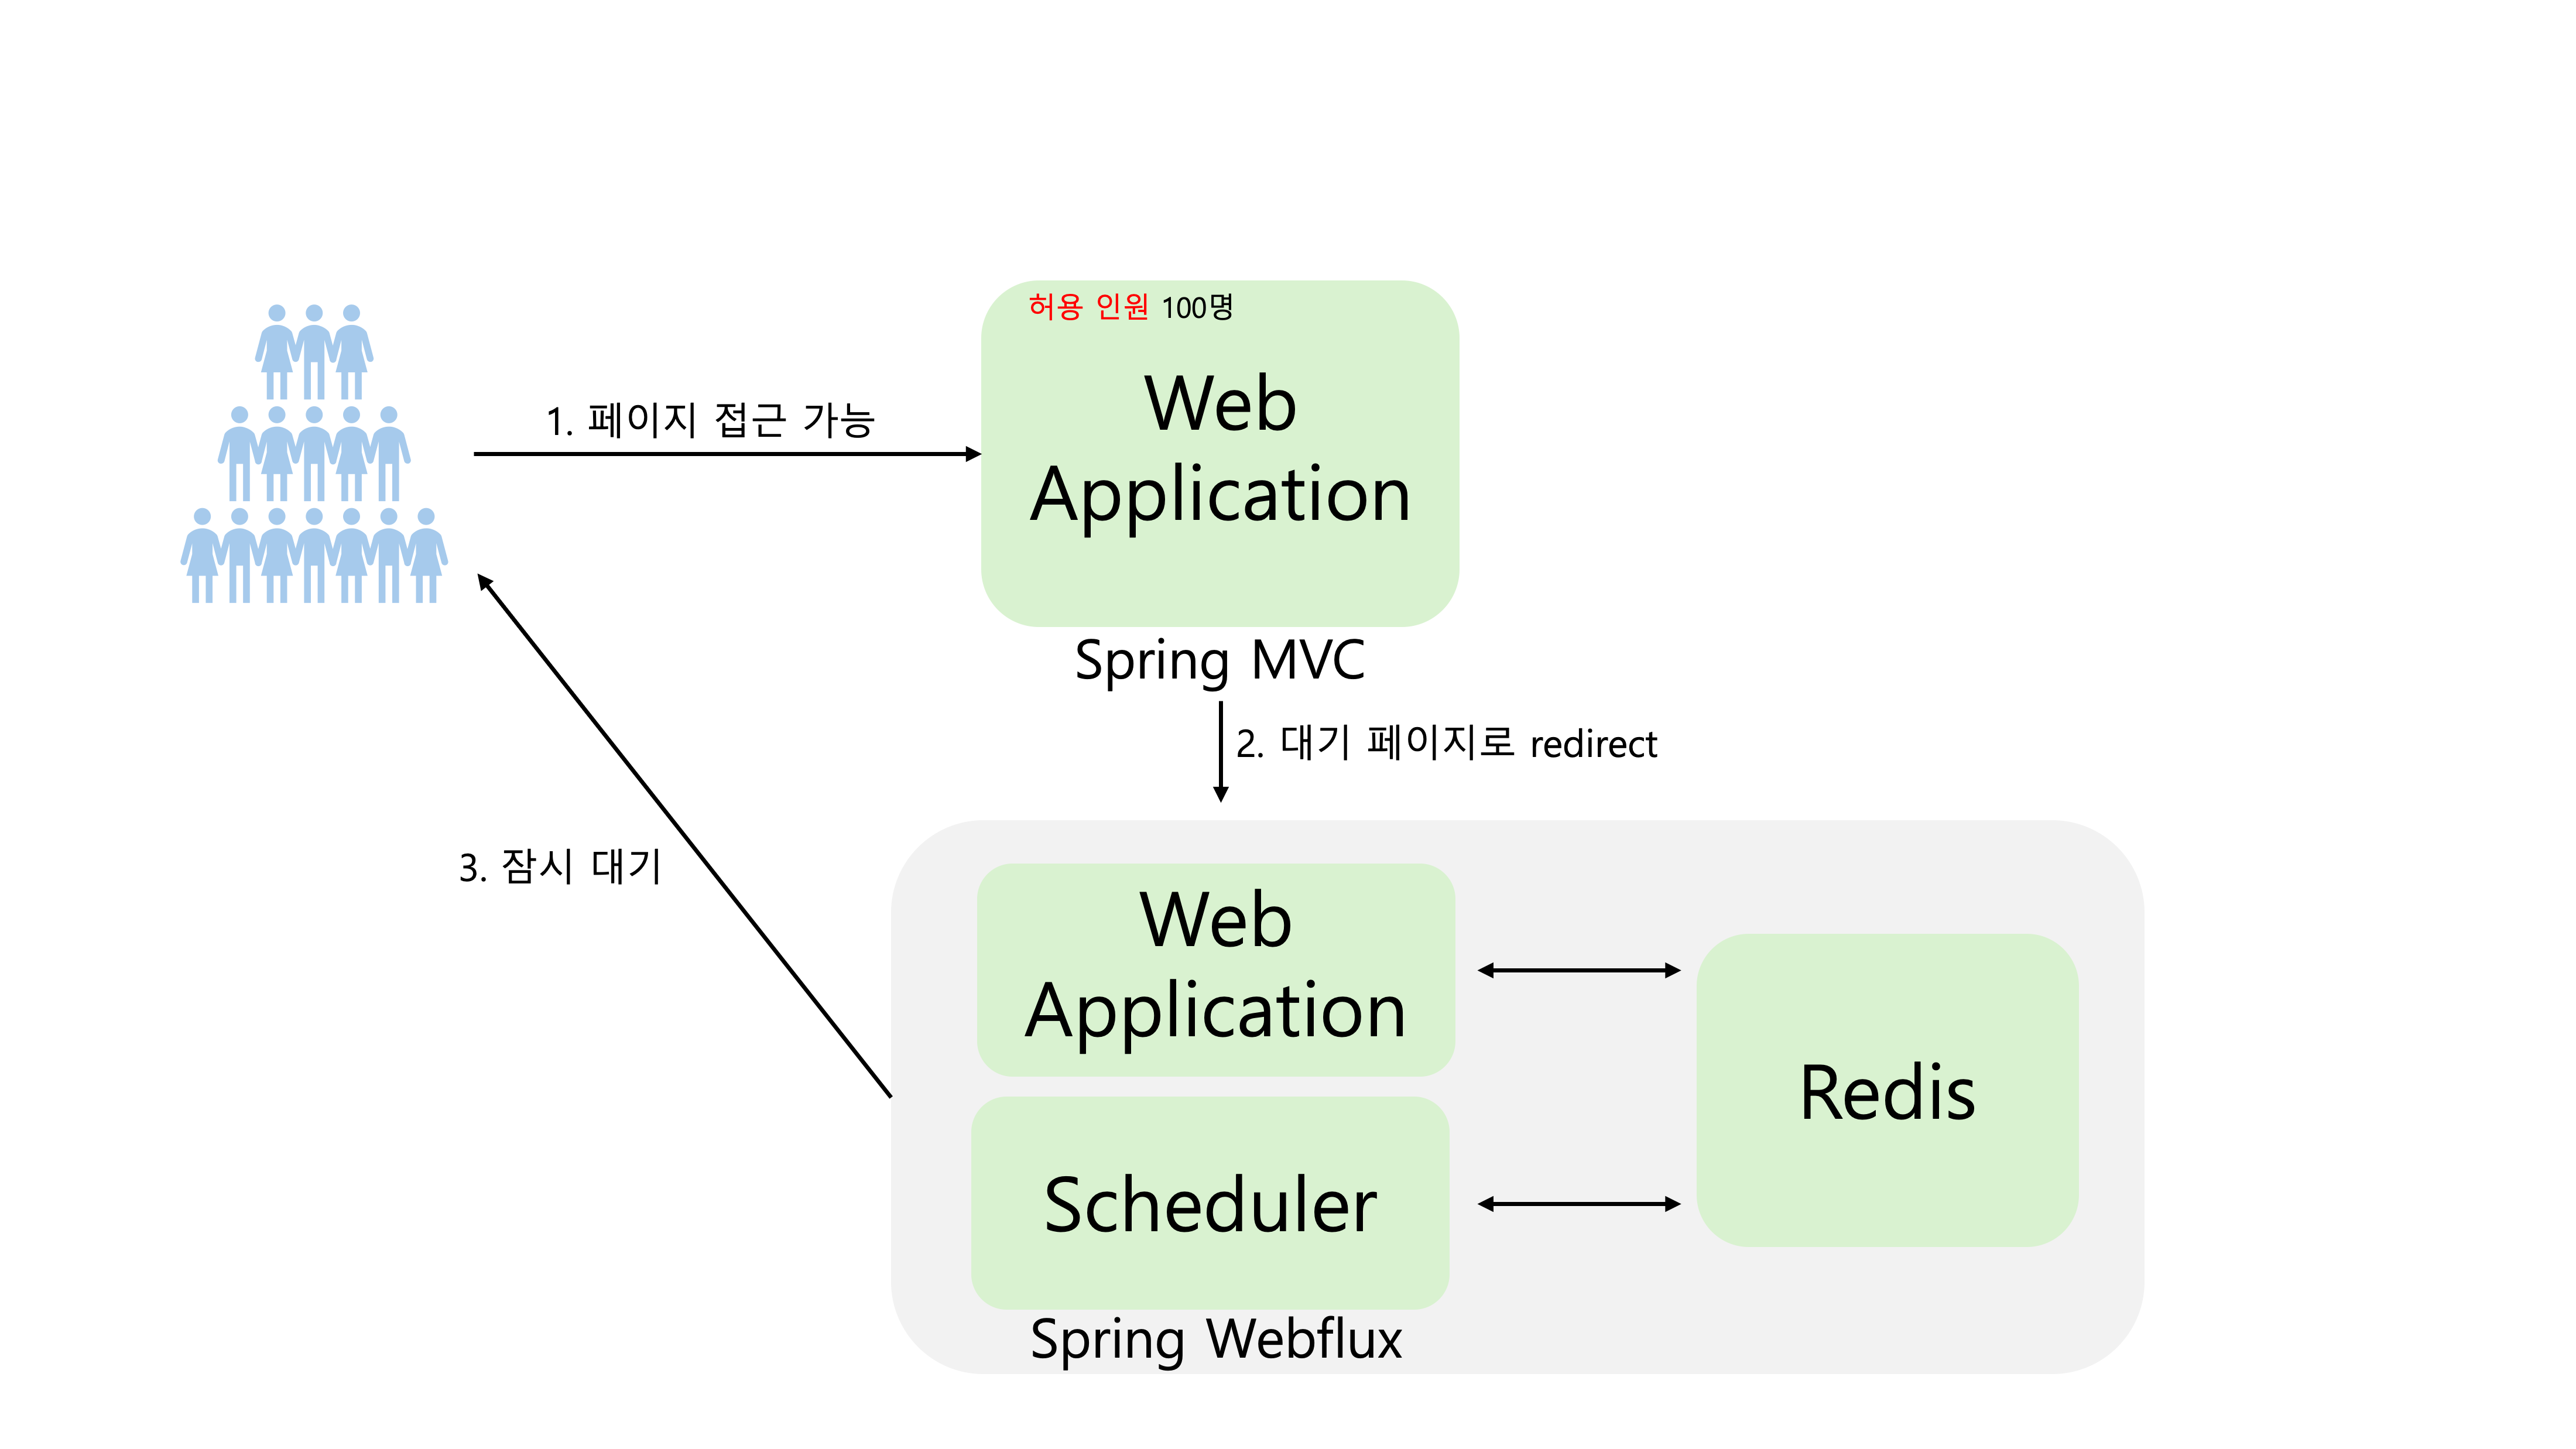 허용 인원 100명
Web
Application
1. 페이지 접근 가능
Spring MVC
2. 대기 페이지로 redirect
3. 잠시 대기
Web
Application
Redis
Scheduler
Spring Webflux